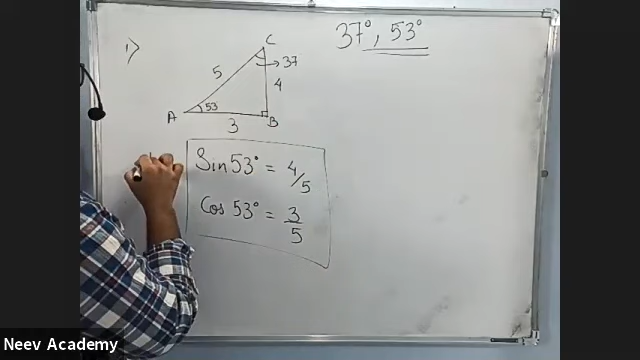 37°, 53°
1)
C
5
37
4
A
53
3
B
Sin 53° = 4/5
Cos 53° = 3/5
Neev Academy